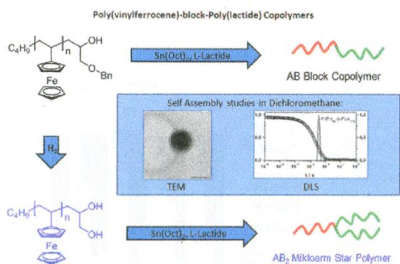 Poly(vinylferrocene)-block-Poly(lactide) Copolymers
C4H9 n OH
O Bn
Fe
Sn(Oct)2, L-Lactide
AB Block Copolymer
Self Assembly studies in Dichloromethane:
TEM
DLS
H2
C4H9 n OH
OH
Fe
Sn(Oct)2, L-Lactide
AB2 Miktoarm Star Polymer